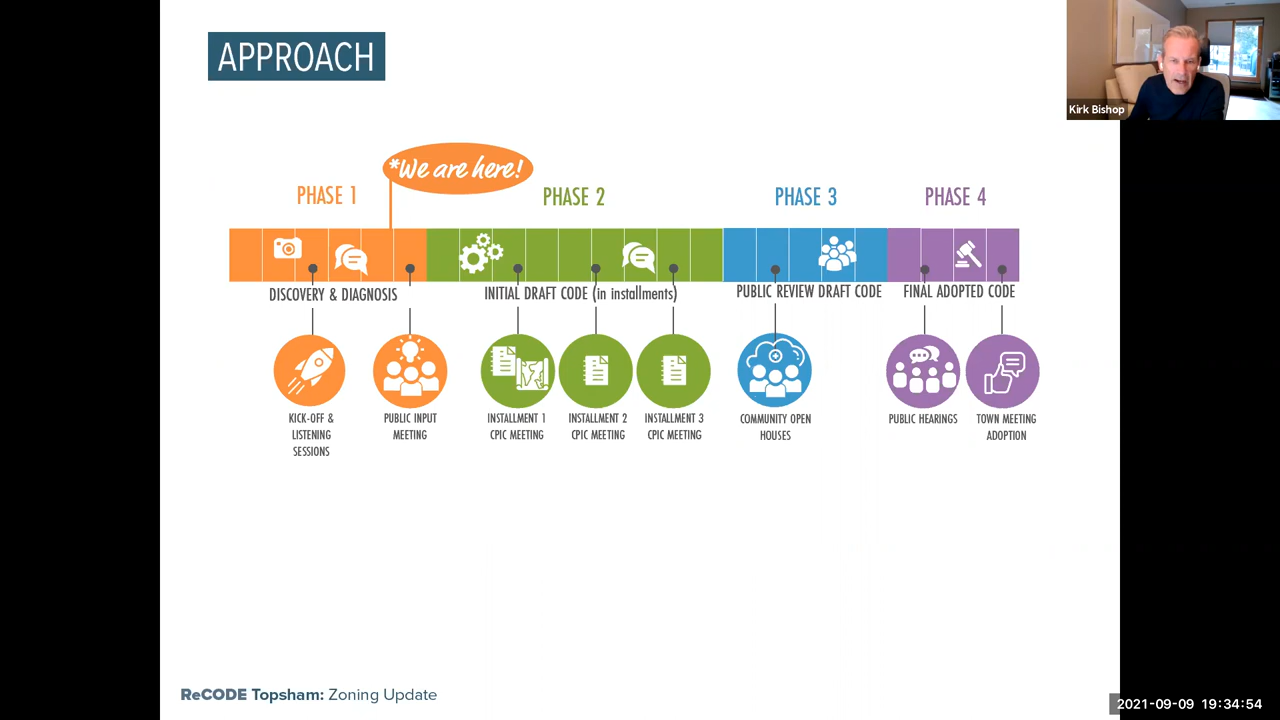 APPROACH
Kirk Bishop
*We are here!
PHASE 1
PHASE 2
PHASE 3
PHASE 4
DISCOVERY & DIAGNOSIS
INITIAL DRAFT CODE (in installments)
PUBLIC REVIEW DRAFT CODE
FINAL ADOPTED CODE
KICK-OFF &
LISTENING
SESSIONS
PUBLIC INPUT
MEETING
INSTALLMENT 1
CPIC MEETING
INSTALLMENT 2
CPIC MEETING
INSTALLMENT 3
CPIC MEETING
COMMUNITY OPEN
HOUSES
PUBLIC HEARINGS
TOWN MEETING
ADOPTION
ReCODE Topsham: Zoning Update
2021-09-09 19:34:54